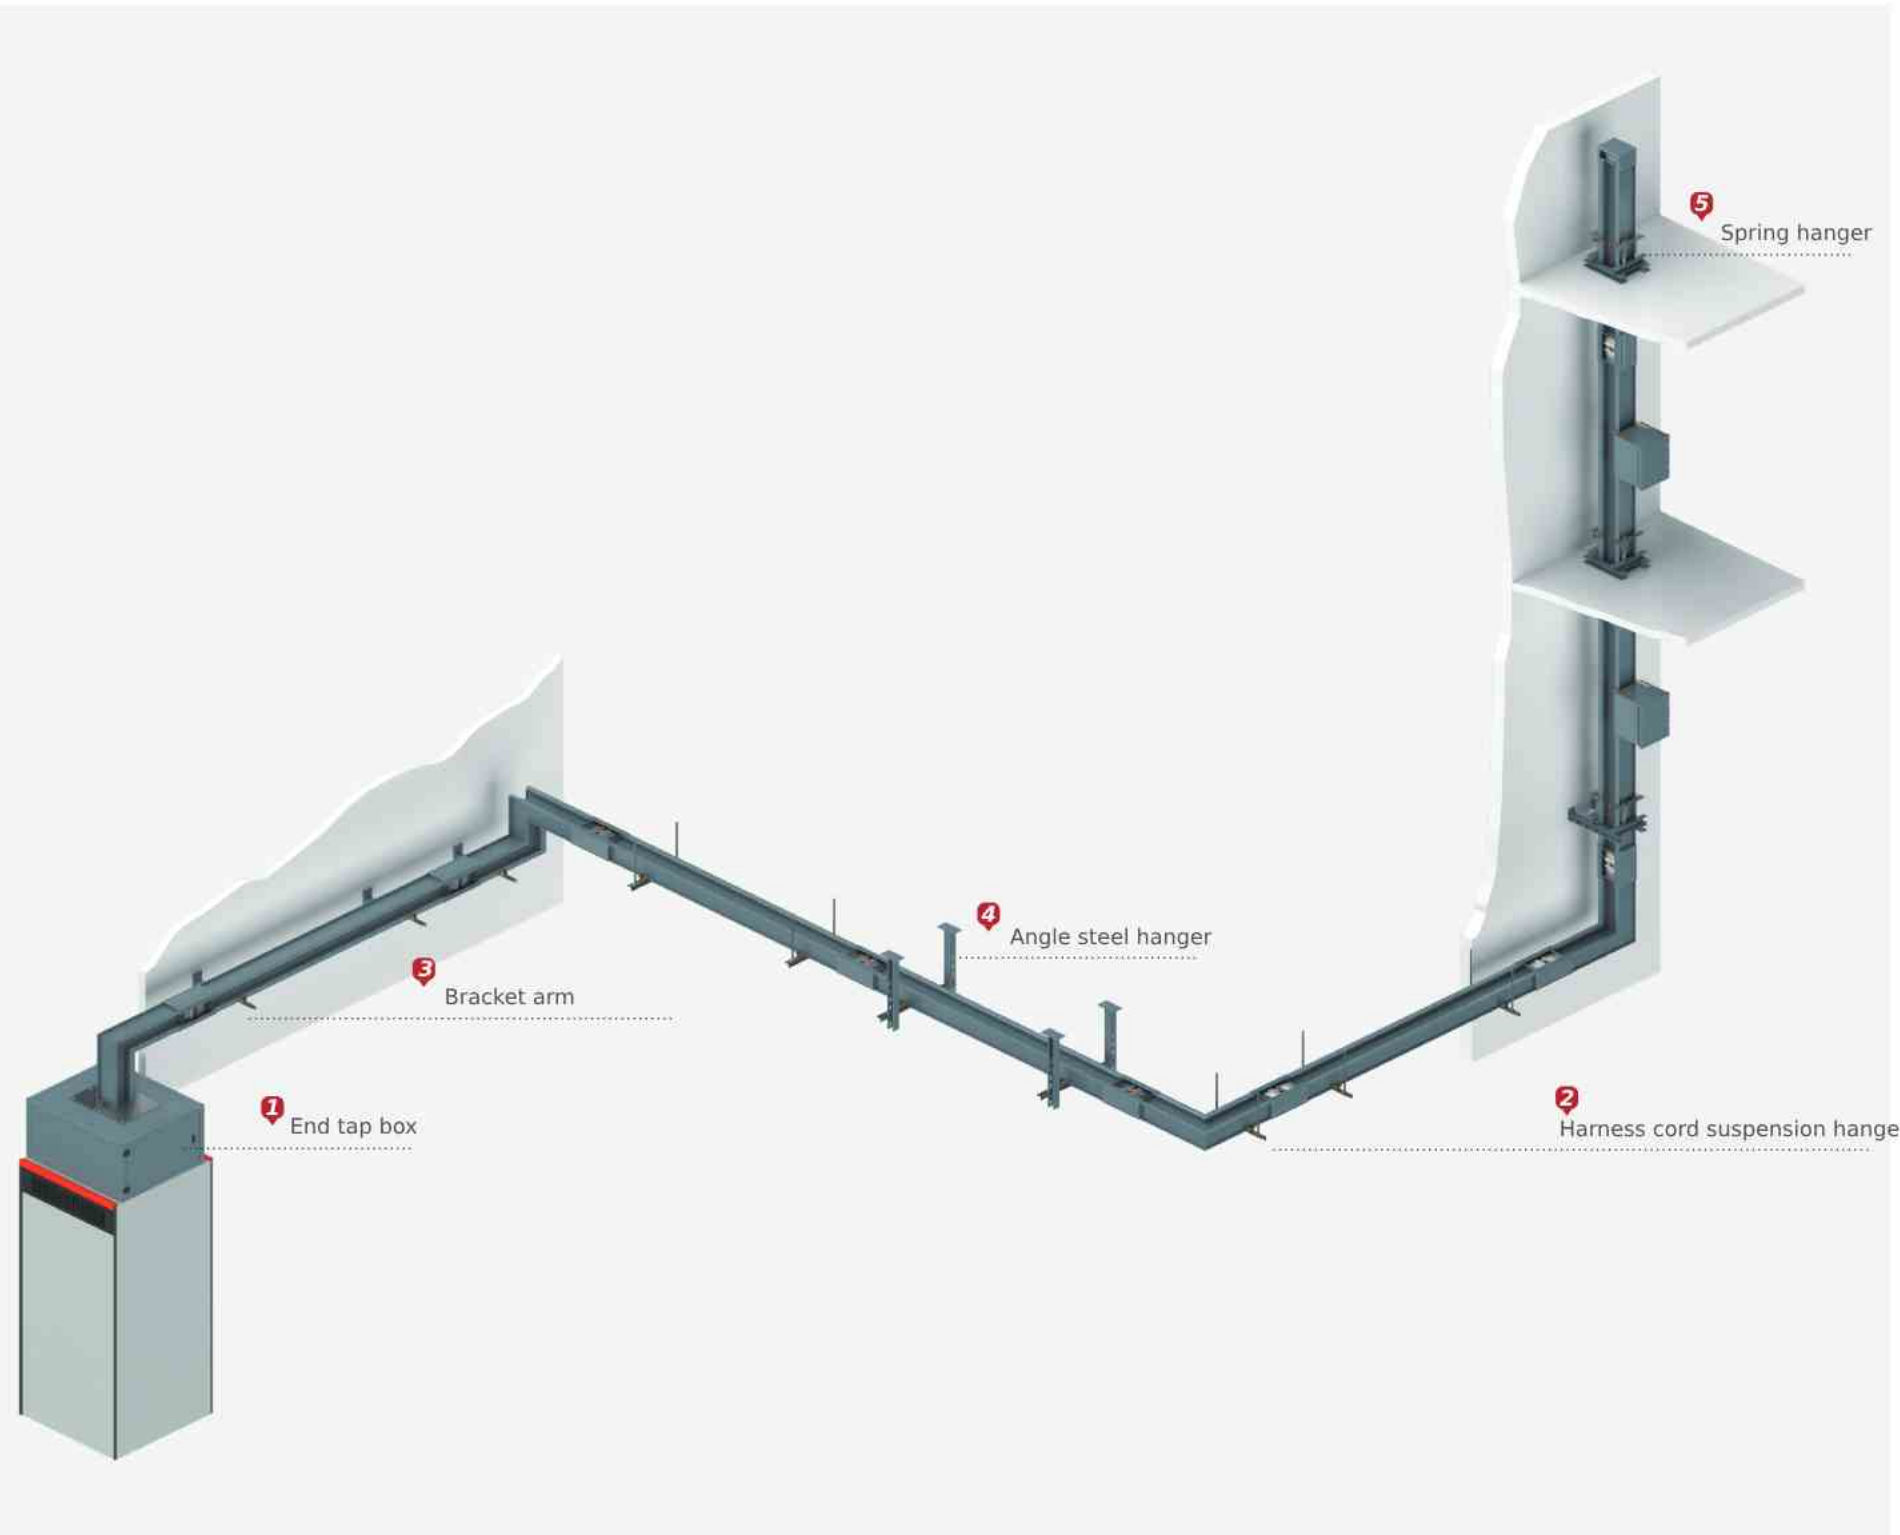 5
Spring hanger
4
Angle steel hanger
3
Bracket arm
1
End tap box
2
Harness cord suspension hange